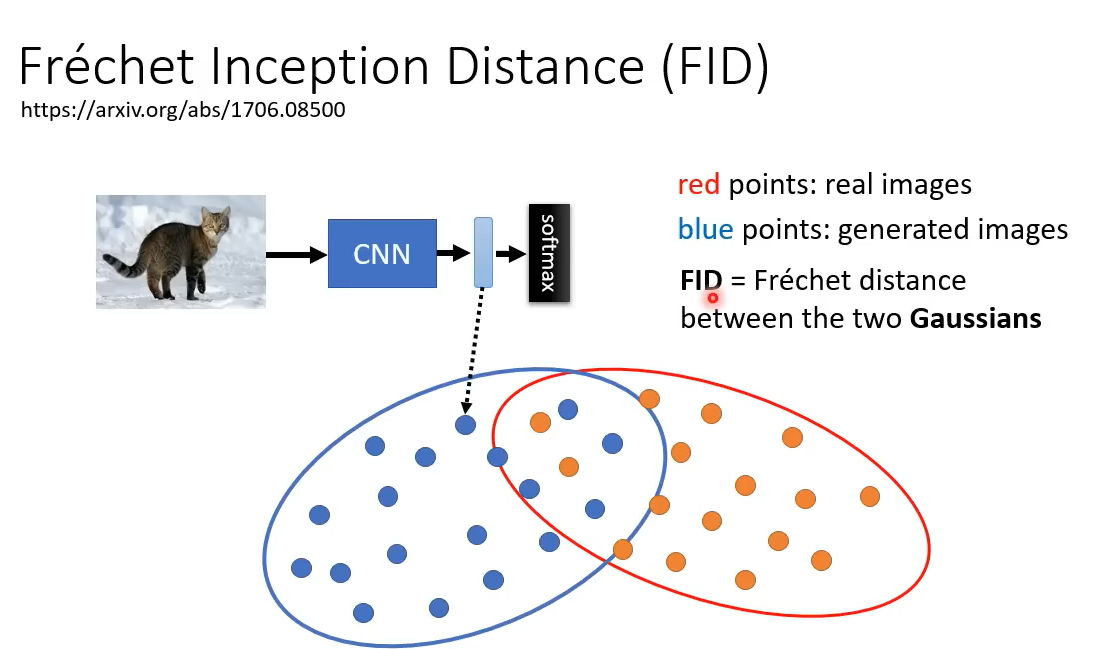 Fréchet Inception Distance (FID)
https://arxiv.org/abs/1706.08500
CNN
softmax
red points: real images
blue points: generated images
FID = Fréchet distance
between the two Gaussians